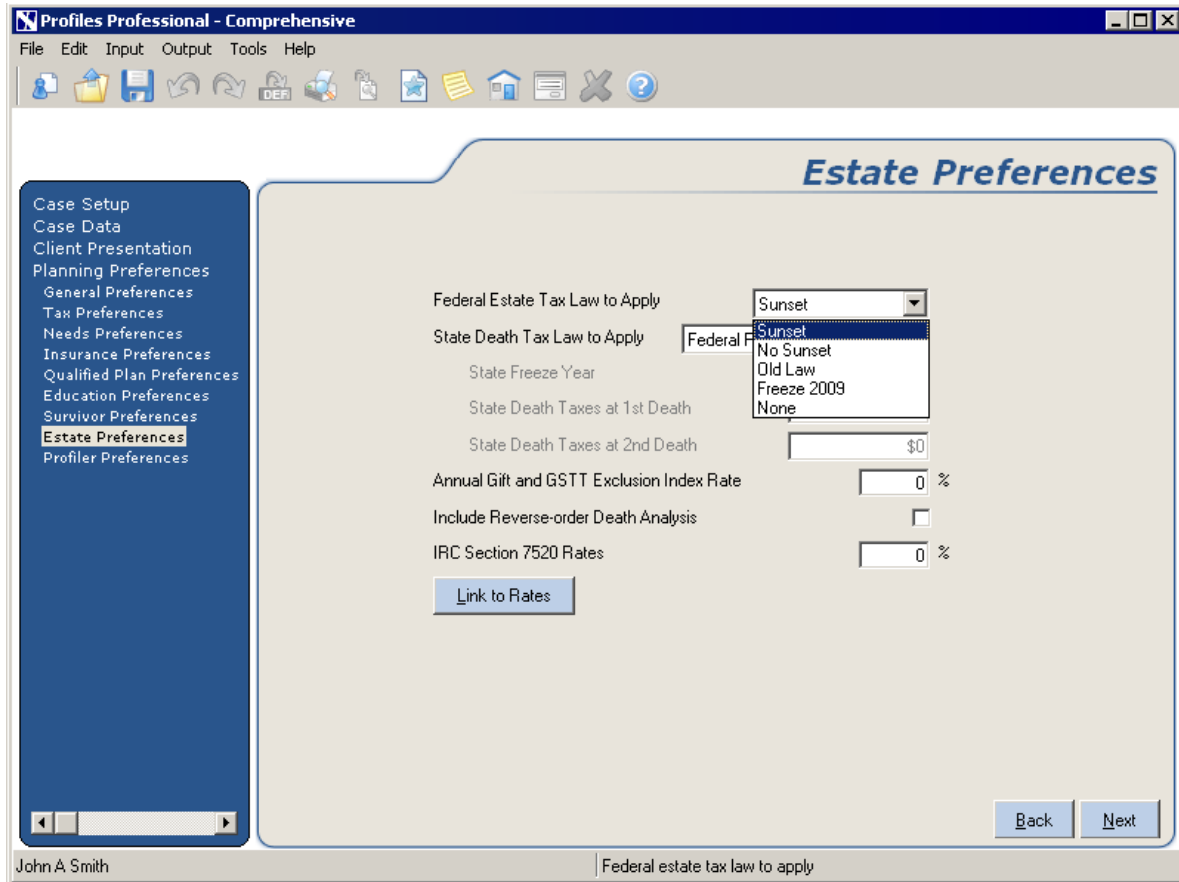 Profiles Professional - Comprehensive
File Edit Input Output Tools Help
DEF
Estate Preferences
Case Setup
Case Data
Client Presentation
Planning Preferences
General Preferences
Tax Preferences
Needs Preferences
Insurance Preferences
Qualified Plan Preferences
Education Preferences
Survivor Preferences
Estate Preferences
Profiler Preferences
Federal Estate Tax Law to Apply Sunset
Sunset
No Sunset
Old Law
Freeze 2009
None
State Death Tax Law to Apply Federal
State Freeze Year
State Death Taxes at 1st Death
State Death Taxes at 2nd Death $0
Annual Gift and GSTT Exclusion Index Rate 0 %
Include Reverse-order Death Analysis
IRC Section 7520 Rates 0 %
Link to Rates
Back Next
John A Smith Federal estate tax law to apply